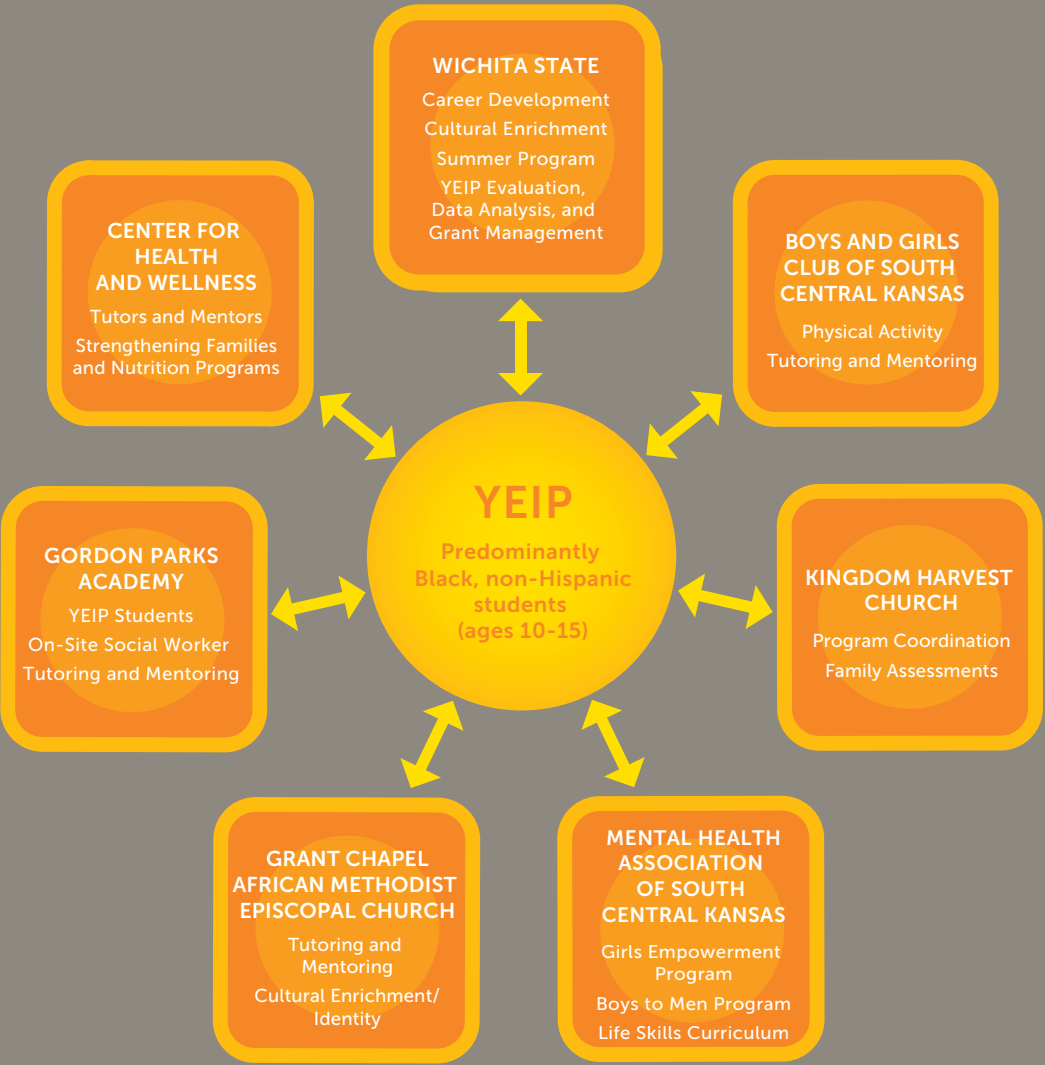 WICHITA STATE
Career Development
Cultural Enrichment
Summer Program
YEIP Evaluation,
Data Analysis, and
Grant Management
CENTER FOR
HEALTH
AND WELLNESS
Tutors and Mentors
Strengthening Families
and Nutrition Programs
BOYS AND GIRLS
CLUB OF SOUTH
CENTRAL KANSAS
Physical Activity
Tutoring and Mentoring
YEIP
Predominantly
Black, non-Hispanic
students
(ages 10-15)
GORDON PARKS
ACADEMY
YEIP Students
On-Site Social Worker
Tutoring and Mentoring
KINGDOM HARVEST
CHURCH
Program Coordination
Family Assessments
GRANT CHAPEL
AFRICAN METHODIST
EPISCOPAL CHURCH
Tutoring and
Mentoring
Cultural Enrichment/
Identity
MENTAL HEALTH
ASSOCIATION
OF SOUTH
CENTRAL KANSAS
Girls Empowerment
Program
Boys to Men Program
Life Skills Curriculum